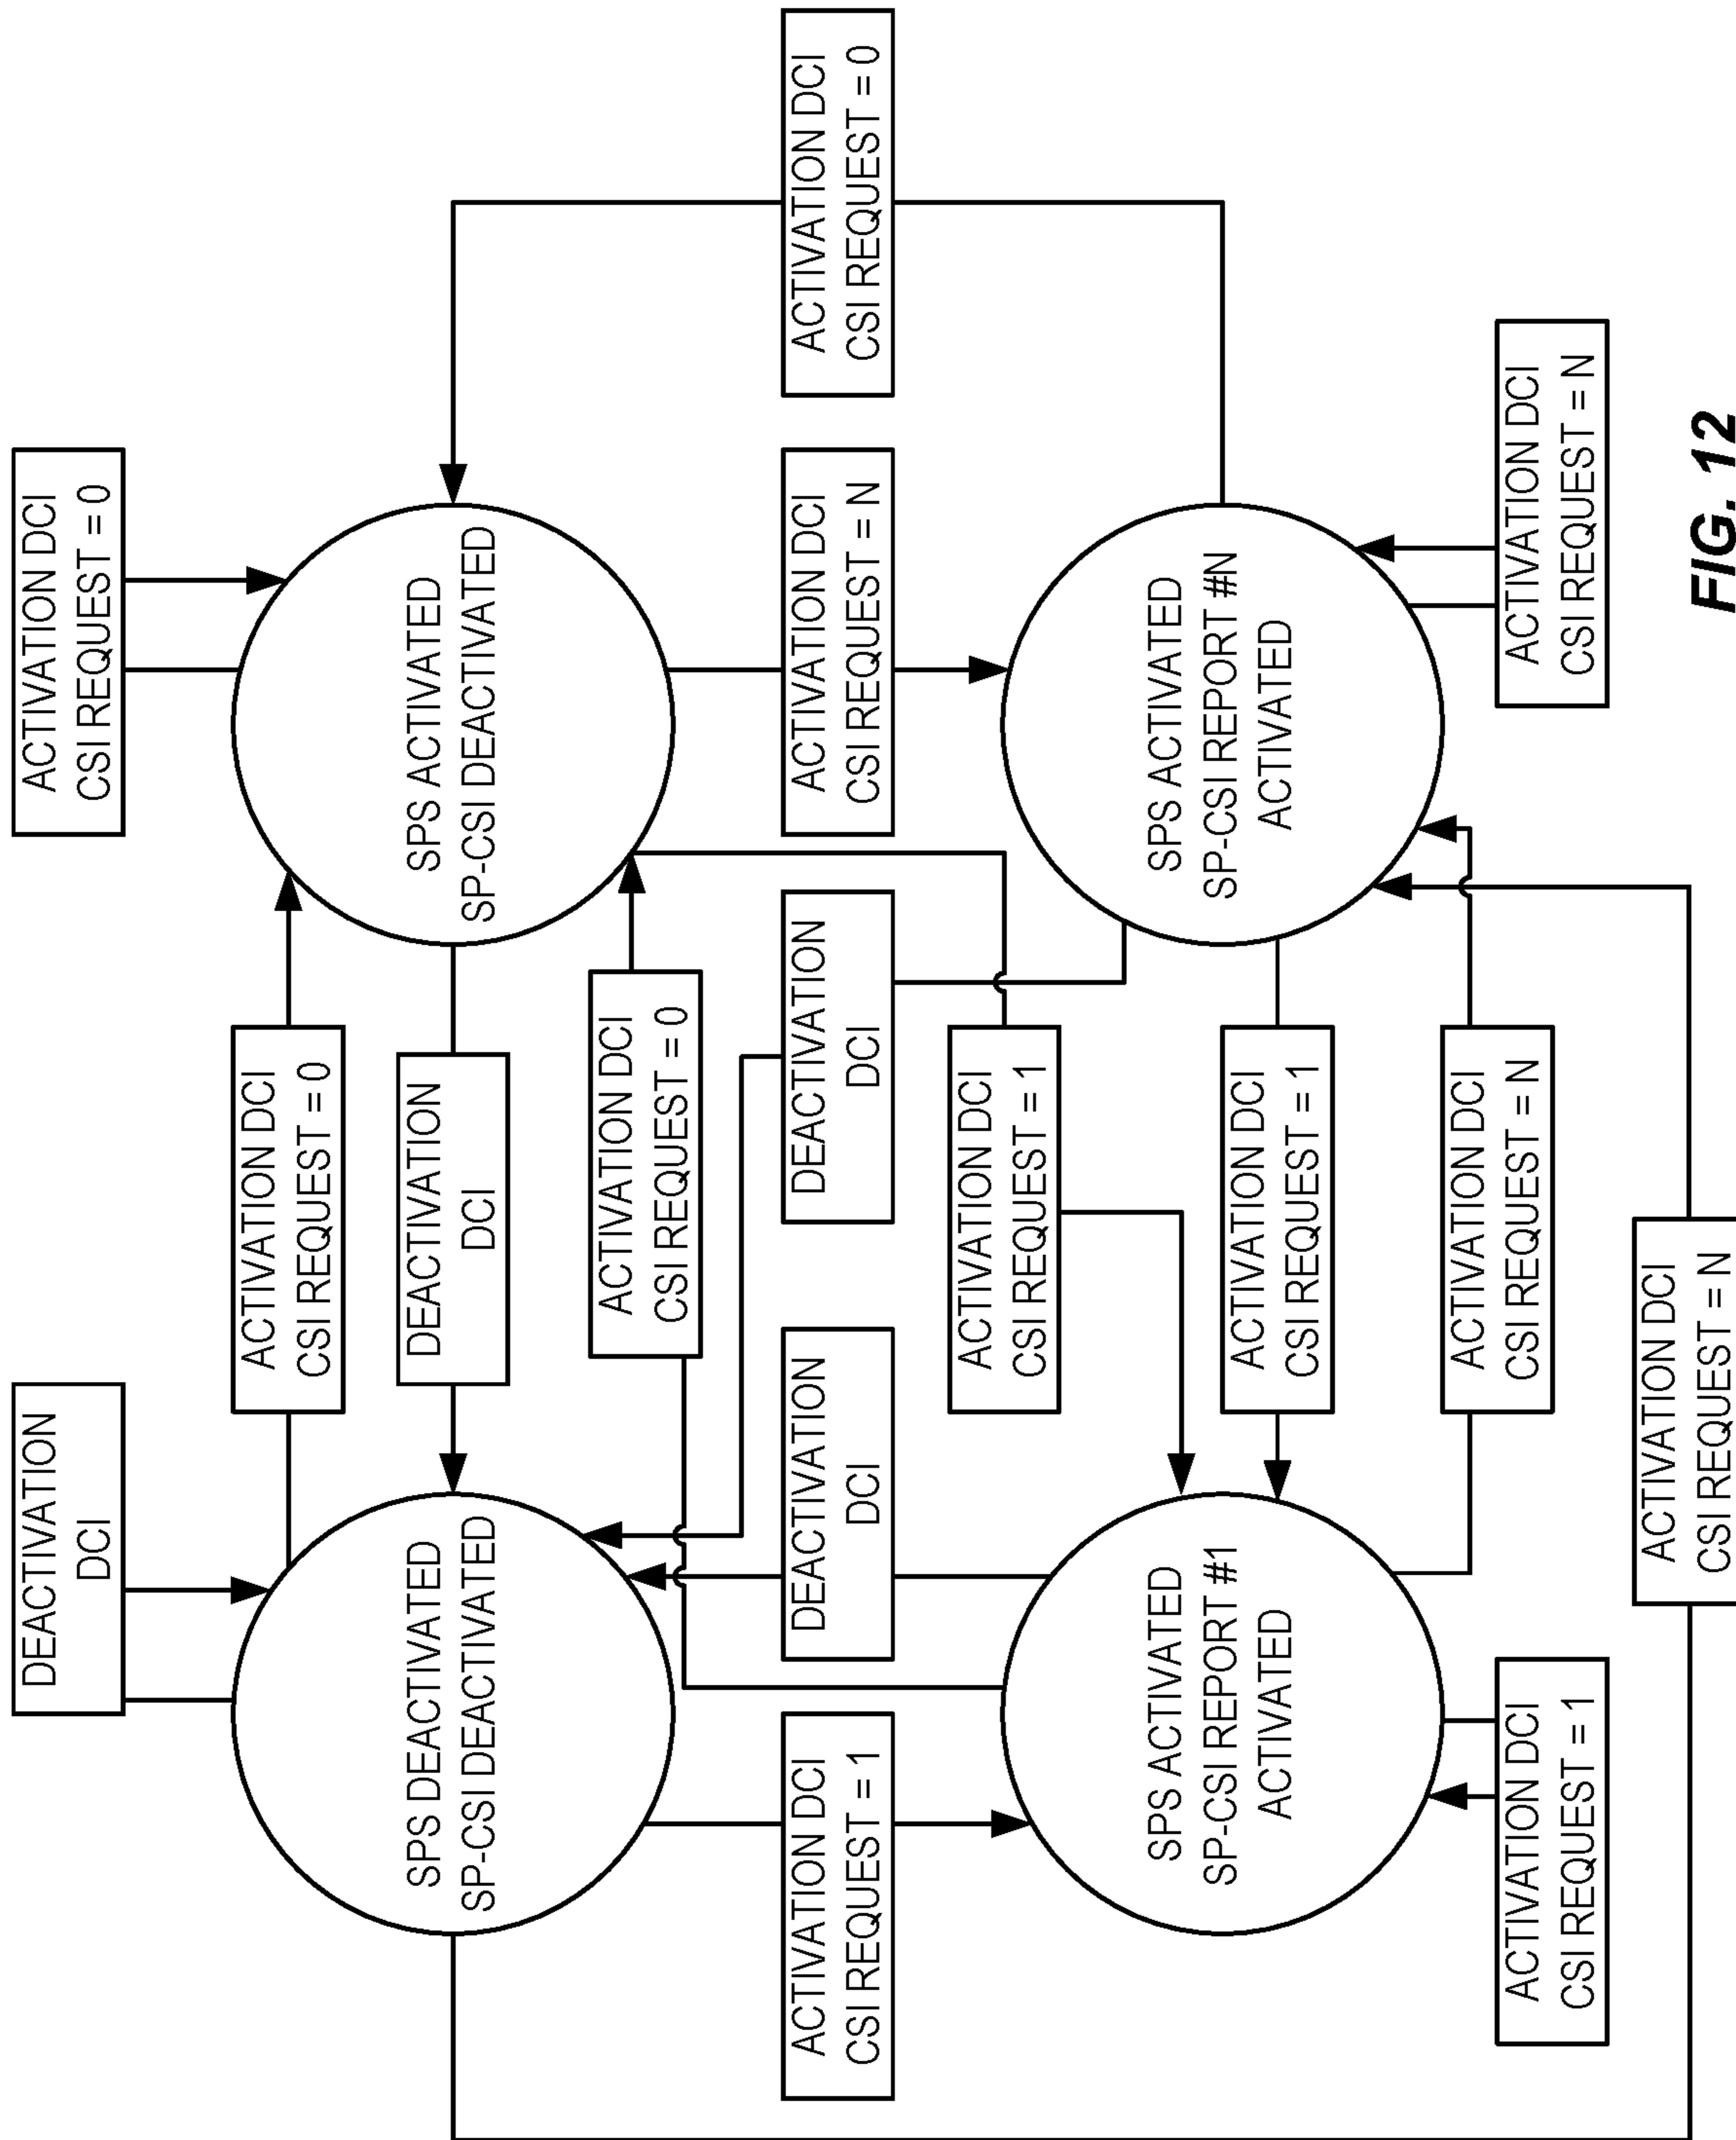 DEACTIVATION
DCI
ACTIVATION DCI
CSI REQUEST = 0
ACTIVATION DCI
CSI REQUEST = 0
SPS DEACTIVATED
SP-CSI DEACTIVATED
DEACTIVATION
DCI
SPS ACTIVATED
SP-CSI DEACTIVATED
ACTIVATION DCI
CSI REQUEST = 0
ACTIVATION DCI
CSI REQUEST = 1
DEACTIVATION
DCI
DEACTIVATION
DCI
ACTIVATION DCI
CSI REQUEST = N
ACTIVATION DCI
CSI REQUEST = 0
ACTIVATION DCI
CSI REQUEST = 1
SPS ACTIVATED
SP-CSI REPORT #1
ACTIVATED
ACTIVATION DCI
CSI REQUEST = 1
SPS ACTIVATED
SP-CSI REPORT #N
ACTIVATED
ACTIVATION DCI
CSI REQUEST = N
ACTIVATION DCI
CSI REQUEST = 1
ACTIVATION DCI
CSI REQUEST = N
ACTIVATION DCI
CSI REQUEST = N
FIG. 12